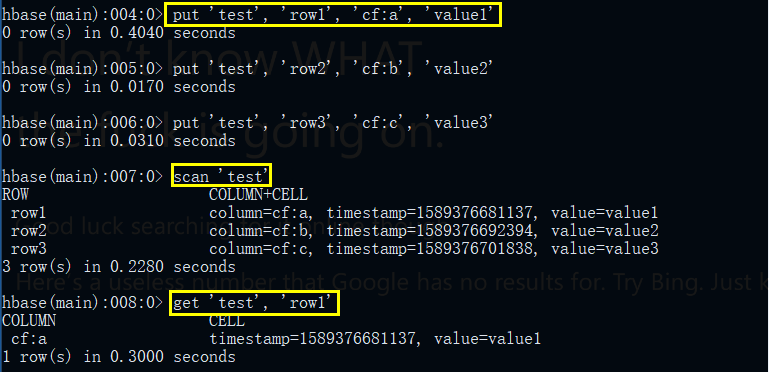 hbase(main):004:0> put 'test', 'row1', 'cf:a', 'value1'
0 row(s) in 0.4040 seconds
I don't know WHAT
hbase(main):005:0> put 'test', 'row2', 'cf:b', 'value2'
0 row(s) in 0.0170 seconds
hbase(main):006:0> put 'test', 'row3', 'cf:c', 'value3'
0 row(s) in 0.0310 seconds
is going on.
hbase(main):007:0> scan 'test'
ROW COLUMN+CELL
row1 column=cf:a, timestamp=1589376681137, value=value1
row2 column=cf:b, timestamp=1589376692394, value=value2
row3 column=cf:c, timestamp=1589376701838, value=value3
3 row(s) in 0.2280 seconds
Here's a useless number that Google has no results for. Try Bing. Just k
hbase(main):008:0> get 'test', 'row1'
COLUMN CELL
cf:a timestamp=1589376681137, value=value1
1 row(s) in 0.3000 seconds